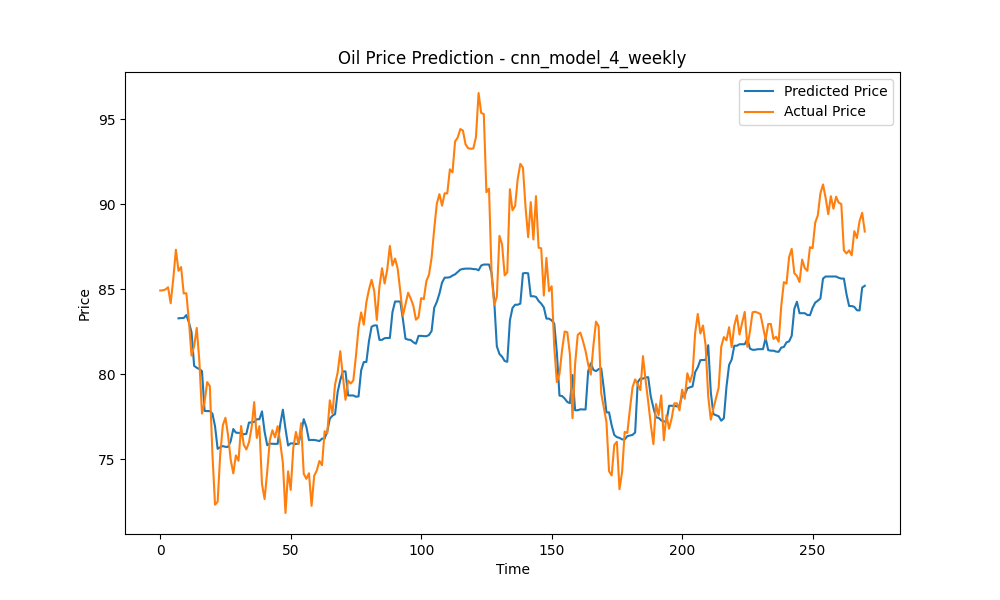 Oil Price Prediction - cnn_model_4_weekly
Predicted Price
Actual Price
95
90
85
80
75
Price
0 50 100 150 200 250
Time